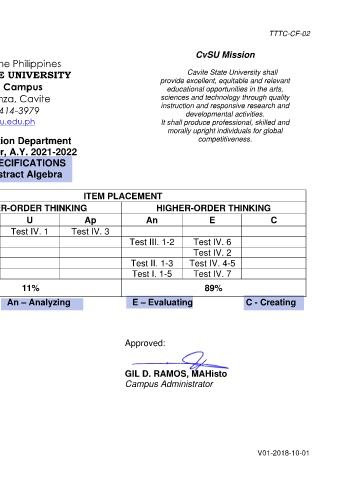 TTTC-CF-02
ne Philippines
E UNIVERSITY
Campus
nza, Cavite
414-3979
u.edu.ph
CvSU Mission
Cavite State University shall
provide excellent, equitable and relevant
educational opportunities in the arts,
sciences and technology through quality
instruction and responsive research and
developmental activities.
It shall produce professional, skilled and
morally upright individuals for global
competitiveness.
tion Department
r, A.Y. 2021-2022
ECIFICATIONS
stract Algebra
ITEM PLACEMENT
R-ORDER THINKING HIGHER-ORDER THINKING
U Ap An E C
Test IV. 1 Test IV. 3
Test III. 1-2 Test IV. 6
Test IV. 2
Test II. 1-3 Test IV. 4-5
Test I. 1-5 Test IV. 7
11% 89%
An – Analyzing E – Evaluating C - Creating
Approved:
GIL D. RAMOS, MAHisto
Campus Administrator
V01-2018-10-01